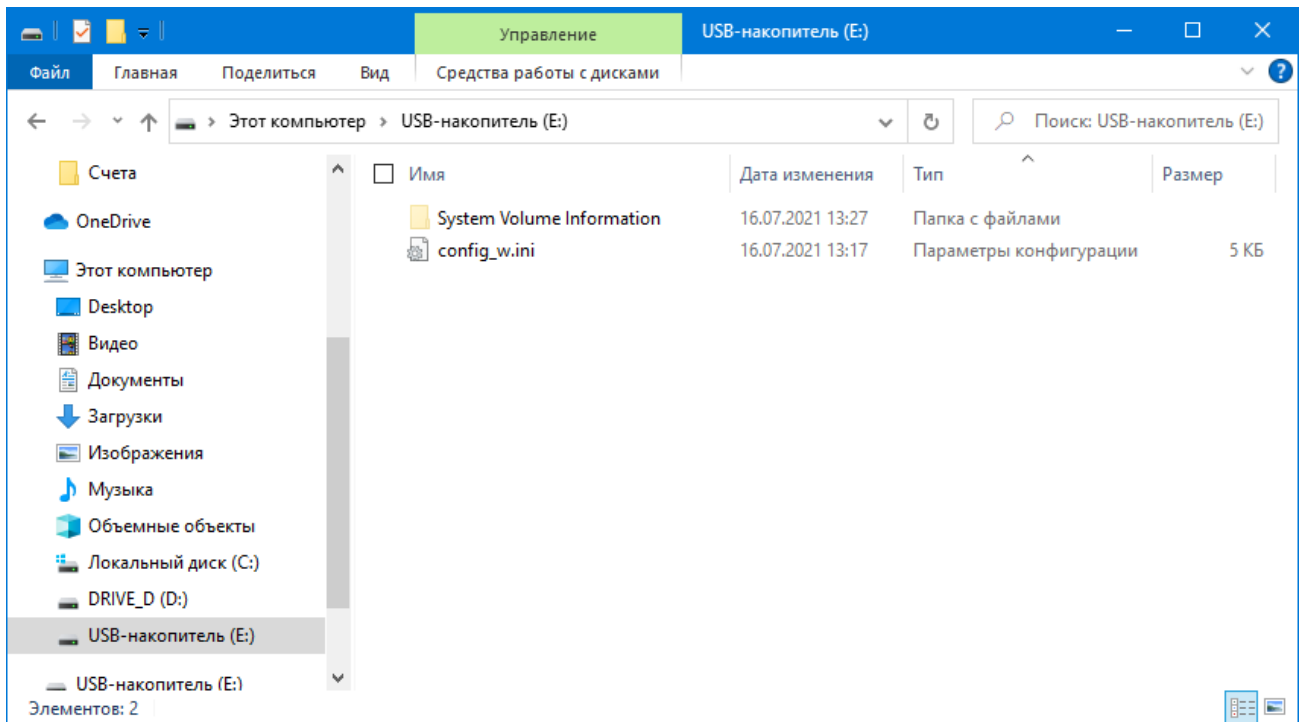 Управление
USB-накопитель (E:)
Файл Главная Поделиться Вид Средства работы с дисками
Этот компьютер USB-накопитель (E:)
Поиск: USB-накопитель (E:)
Счета
OneDrive
Этот компьютер
Desktop
Видео
Документы
Загрузки
Изображения
Музыка
Объемные объекты
Локальный диск (C:)
DRIVE_D (D:)
USB-накопитель (E:)
USB-накопитель (E:)
Имя Дата изменения Тип Размер
System Volume Information 16.07.2021 13:27 Папка с файлами
config_w.ini 16.07.2021 13:17 Параметры конфигурации 5 КБ
Элементов: 2